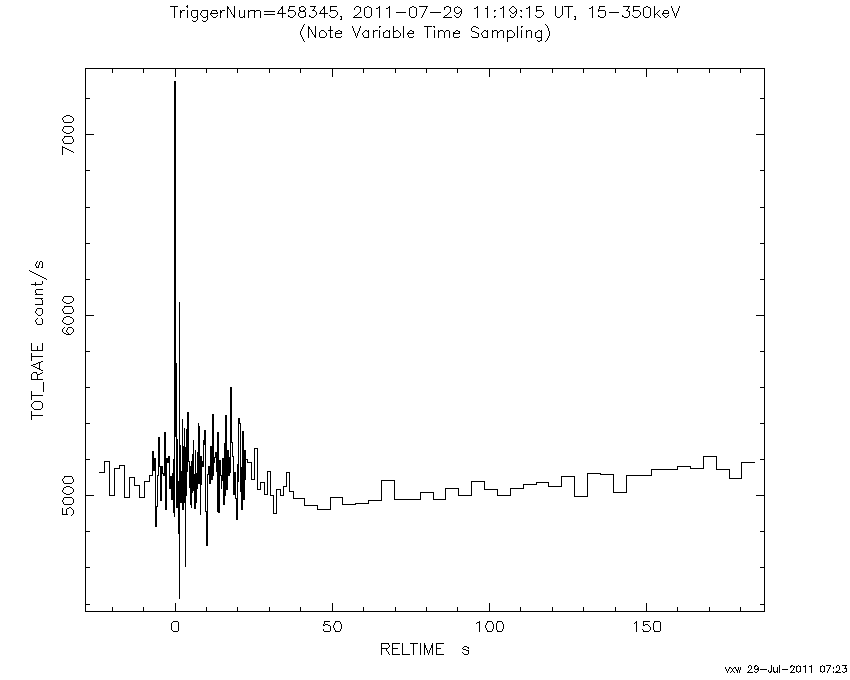 TriggerNum=458345, 2011-07-29 11:19:15 UT, 15-350keV
(Note Variable Time Sampling)
7000
6000
5000
TOT_RATE count/s
0 50 100 150
RELTIME s
vxw 29-Jul-2011 07:23